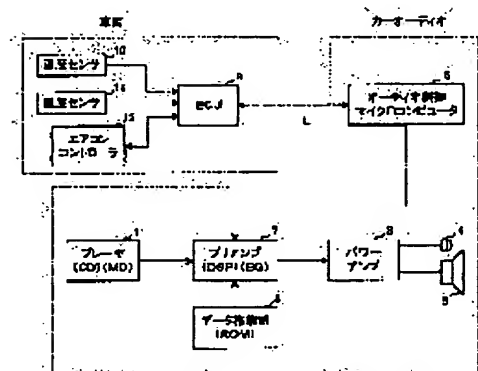 車両
カーオーディオ
10
温度センサ
11
湿度センサ
12
エアコン
コントローラ
ECU
L
オーディオ制御
マイクロコンピュータ
1
プレーヤ
(CD)(MD)
2
プリアンプ
(DSP)(EQ)
3
パワー
アンプ
4
5
データ格納部
(ROM)